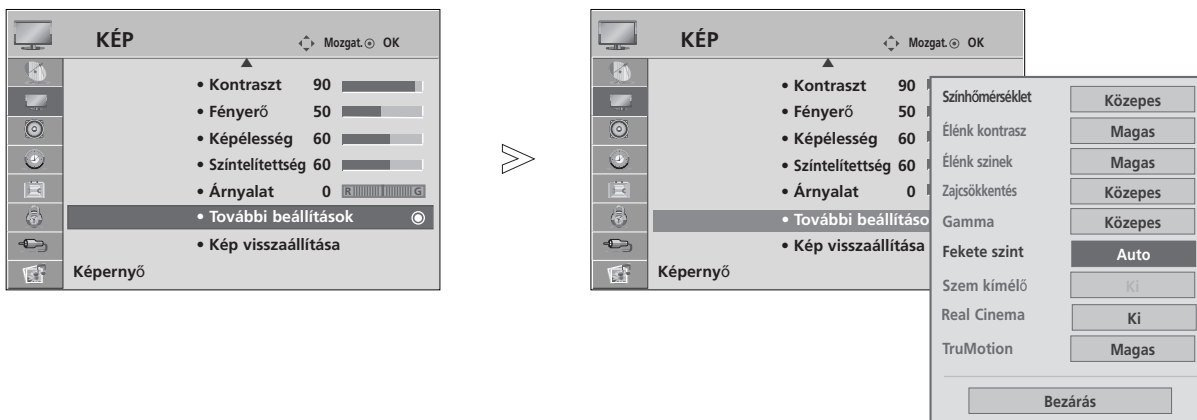 KÉP Mozgat. OK
• Kontraszt 90
• Fényerő 50
• Képélesség 60
• Színtelítettség 60
• Árnyalat 0 R G
• További beállítások
• Kép visszaállítása
Képernyő
KÉP Mozgat. OK
• Kontraszt 90
• Fényerő 50
• Képélesség 60
• Színtelítettség 60
• Árnyalat 0
• További beállításo
• Kép visszaállítása
Képernyő
Színhőmérséklet Közepes
Élénk kontrasz Magas
Élénk szinek Magas
Zajcsökkentés Közepes
Gamma Közepes
Fekete szint Auto
Szem kímélő Ki
Real Cinema Ki
TruMotion Magas
Bezárás